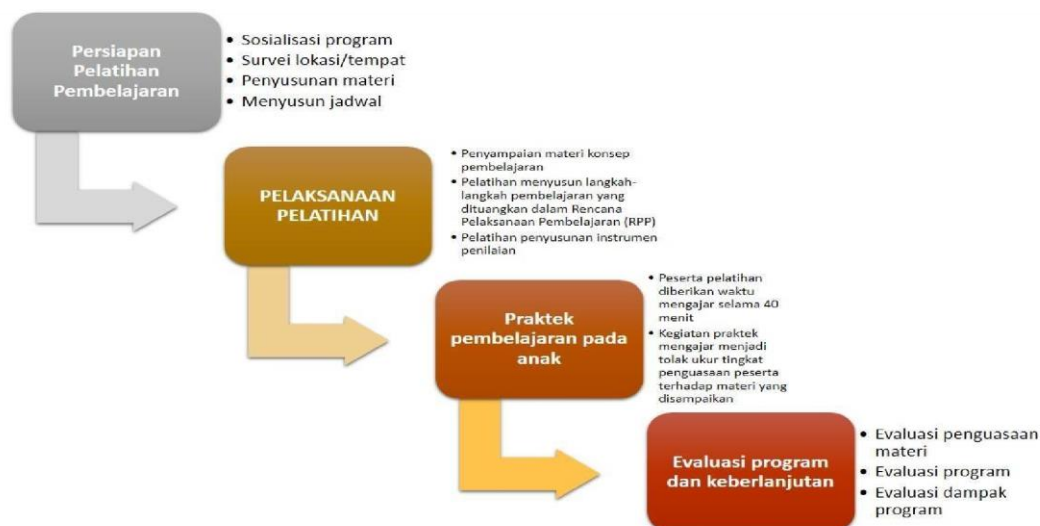 Persiapan
Pelatihan
Pembelajaran
• Sosialisasi program
• Survei lokasi/tempat
• Penyusunan materi
• Menyusun jadwal
PELAKSANAAN
PELATIHAN
• Penyampaian materi konsep
pembelajaran
• Pelatihan menyusun langkah-
langkah pembelajaran yang
dituangkan dalam Rencana
Pelaksanaan Pembelajaran (RPP)
• Pelatihan penyusunan instrumen
penilaian
Praktek
pembelajaran pada
anak
• Peserta pelatihan
diberikan waktu
mengajar selama 40
menit
• Kegiatan praktek
mengajar menjadi
tolak ukur tingkat
penguasaan peserta
terhadap materi yang
disampaikan
Evaluasi program
dan keberlanjutan
• Evaluasi penguasaan
materi
• Evaluasi program
• Evaluasi dampak
program